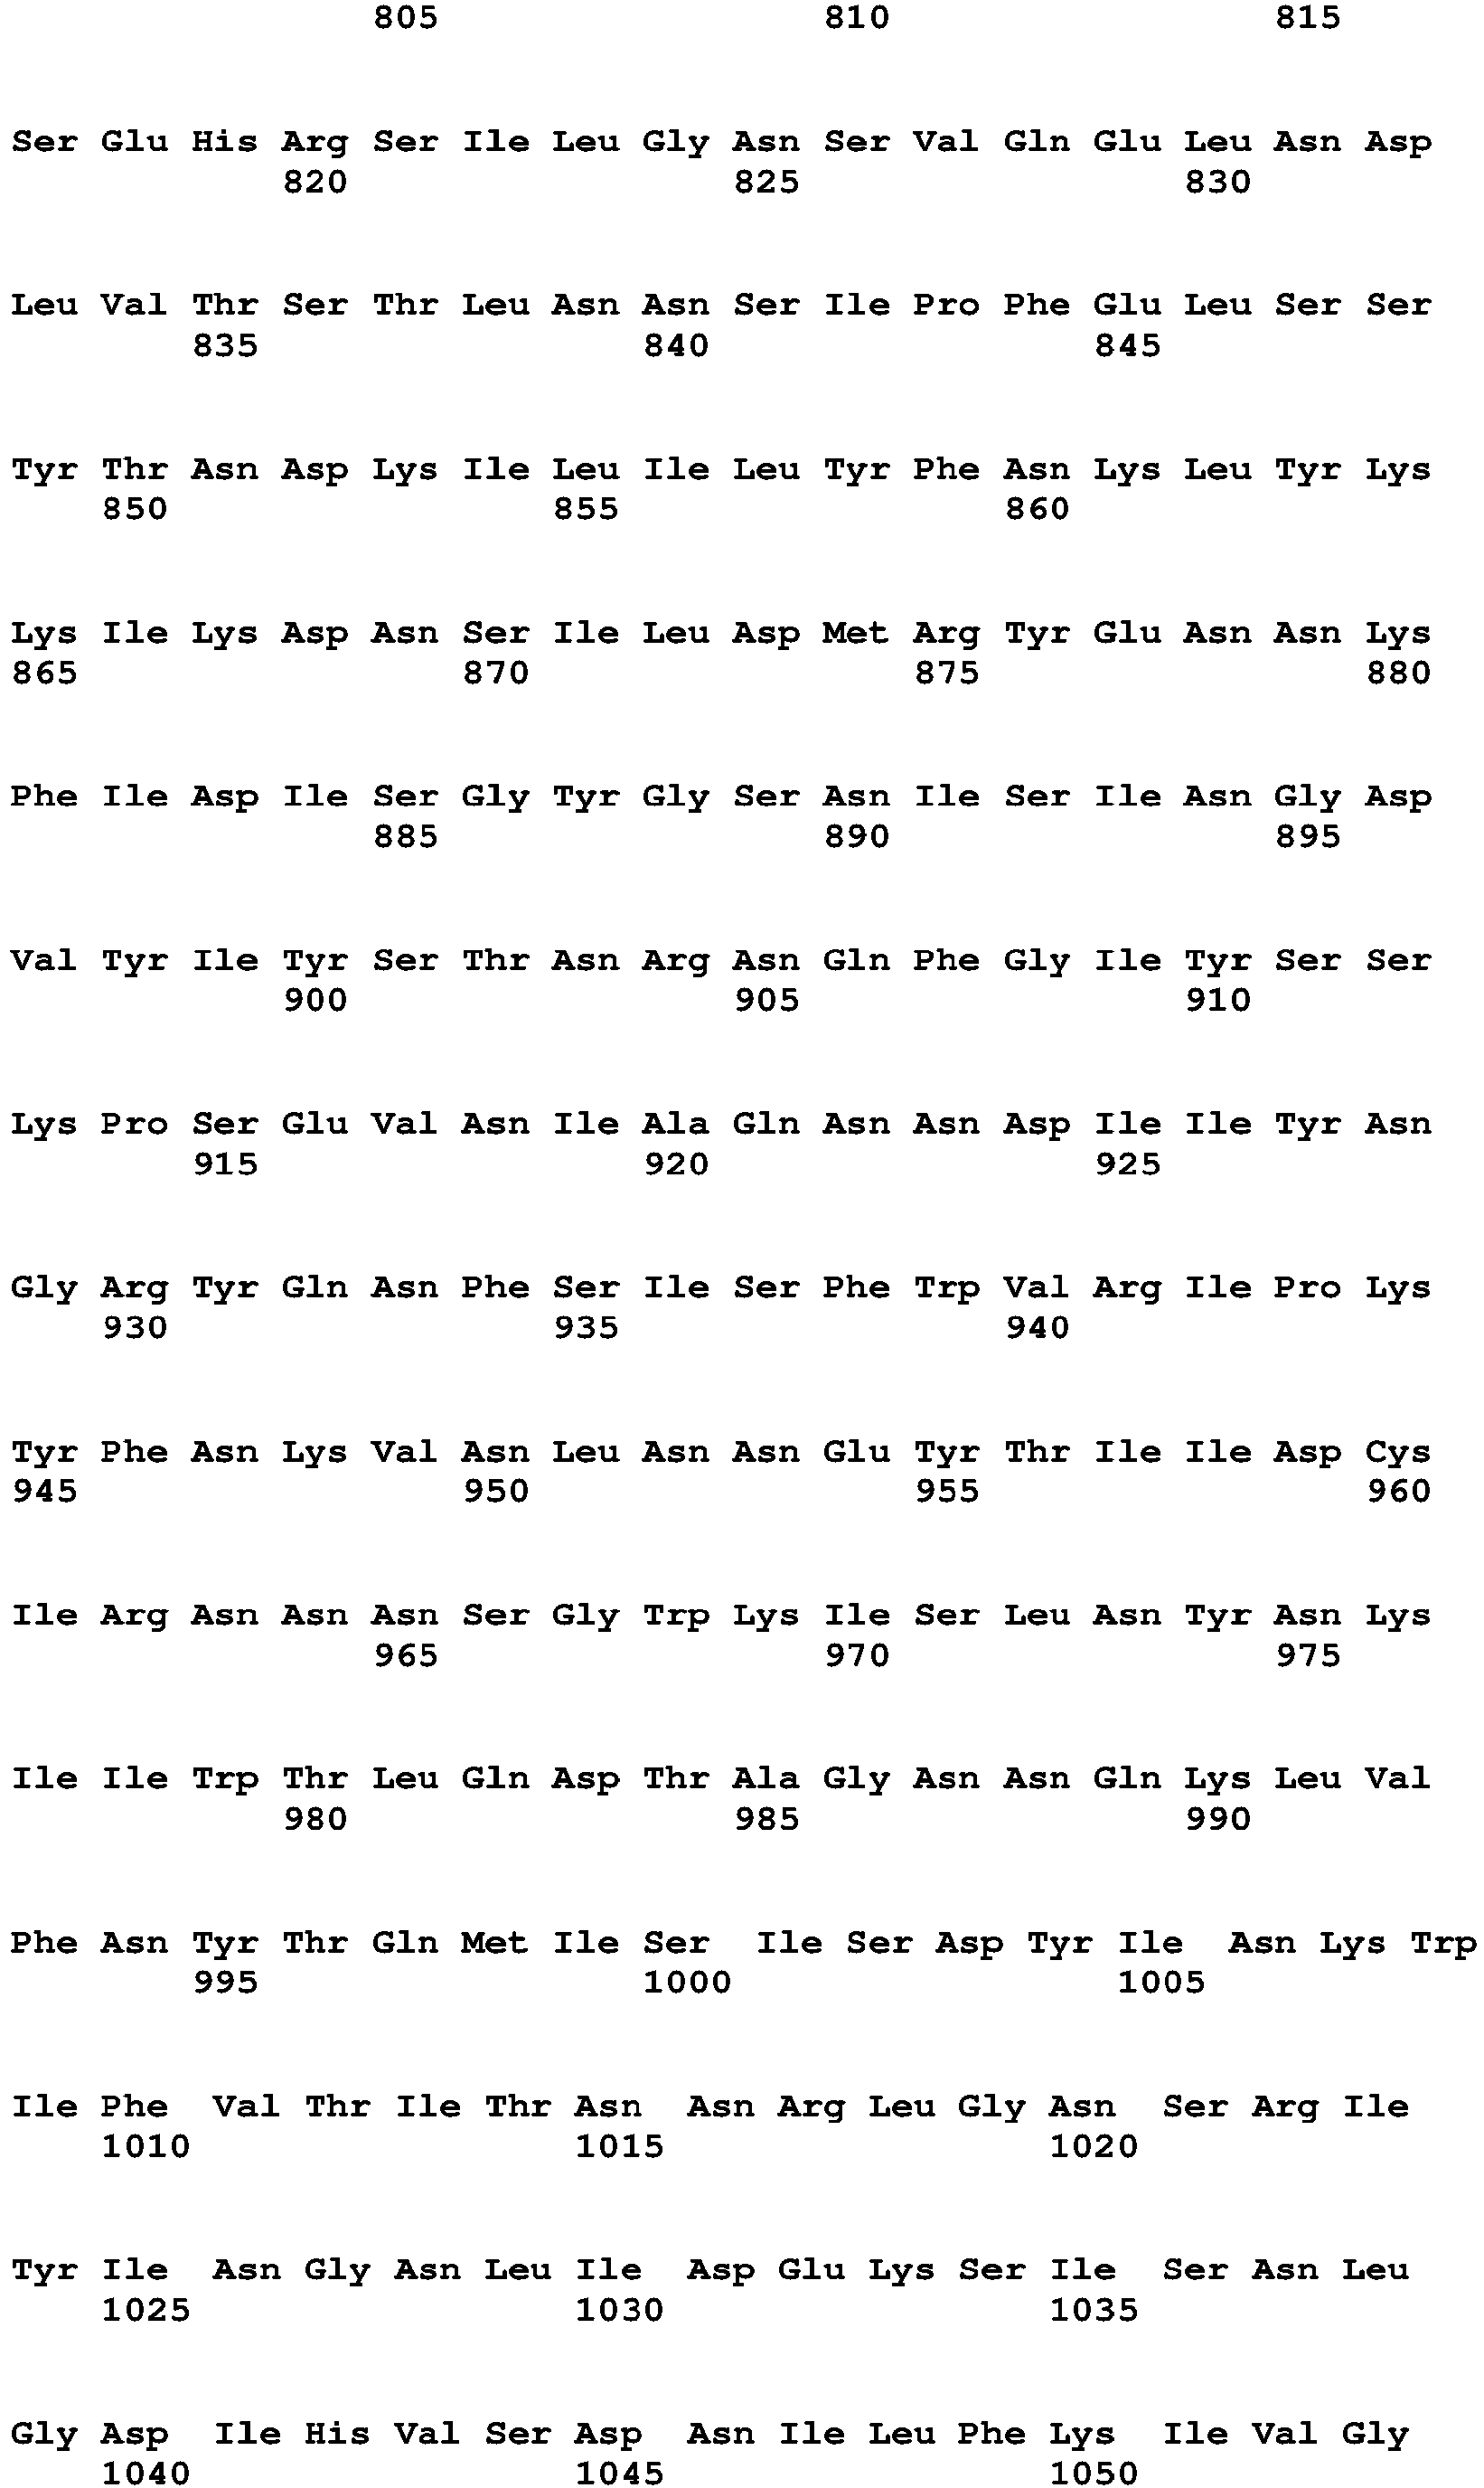 805 810 815
Ser Glu His Arg Ser Ile Leu Gly Asn Ser Val Gln Glu Leu Asn Asp
820 825 830
Leu Val Thr Ser Thr Leu Asn Asn Ser Ile Pro Phe Glu Leu Ser Ser
835 840 845
Tyr Thr Asn Asp Lys Ile Leu Ile Leu Tyr Phe Asn Lys Leu Tyr Lys
850 855 860
Lys Ile Lys Asp Asn Ser Ile Leu Asp Met Arg Tyr Glu Asn Asn Lys
865 870 875 880
Phe Ile Asp Ile Ser Gly Tyr Gly Ser Asn Ile Ser Ile Asn Gly Asp
885 890 895
Val Tyr Ile Tyr Ser Thr Asn Arg Asn Gln Phe Gly Ile Tyr Ser Ser
900 905 910
Lys Pro Ser Glu Val Asn Ile Ala Gln Asn Asn Asp Ile Ile Tyr Asn
915 920 925
Gly Arg Tyr Gln Asn Phe Ser Ile Ser Phe Trp Val Arg Ile Pro Lys
930 935 940
Tyr Phe Asn Lys Val Asn Leu Asn Asn Glu Tyr Thr Ile Ile Asp Cys
945 950 955 960
Ile Arg Asn Asn Asn Ser Gly Trp Lys Ile Ser Leu Asn Tyr Asn Lys
965 970 975
Ile Ile Trp Thr Leu Gln Asp Thr Ala Gly Asn Asn Gln Lys Leu Val
980 985 990
Phe Asn Tyr Thr Gln Met Ile Ser Ile Ser Asp Tyr Ile Asn Lys Trp
995 1000 1005
Ile Phe Val Thr Ile Thr Asn Asn Arg Leu Gly Asn Ser Arg Ile
1010 1015 1020
Tyr Ile Asn Gly Asn Leu Ile Asp Glu Lys Ser Ile Ser Asn Leu
1025 1030 1035
Gly Asp Ile His Val Ser Asp Asn Ile Leu Phe Lys Ile Val Gly
1040 1045 1050